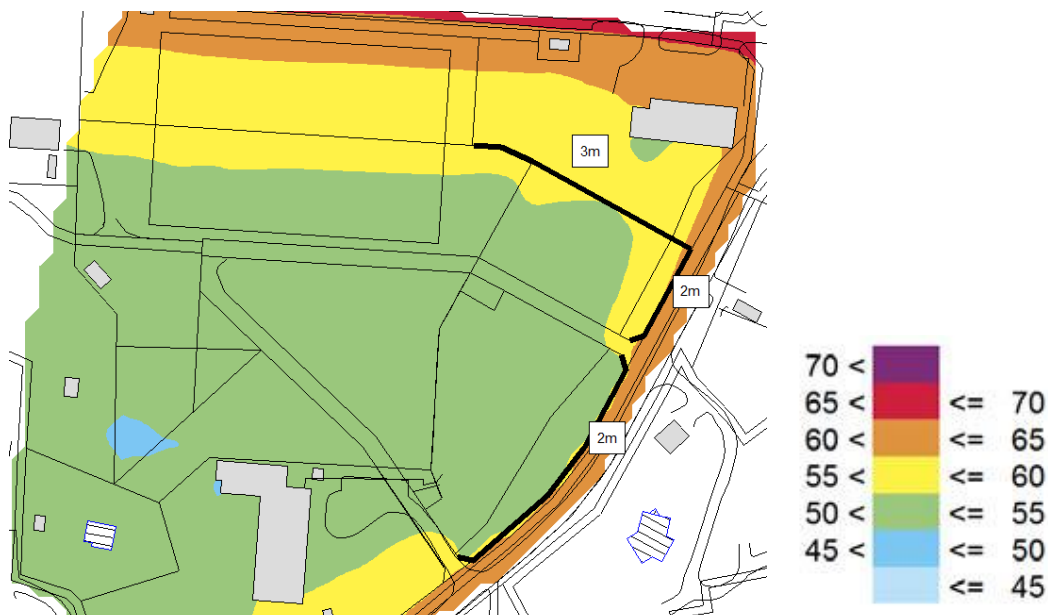 3m
2m
2m
70 <
65 < <= 70
60 < <= 65
55 < <= 60
50 < <= 55
45 < <= 50
<= 45